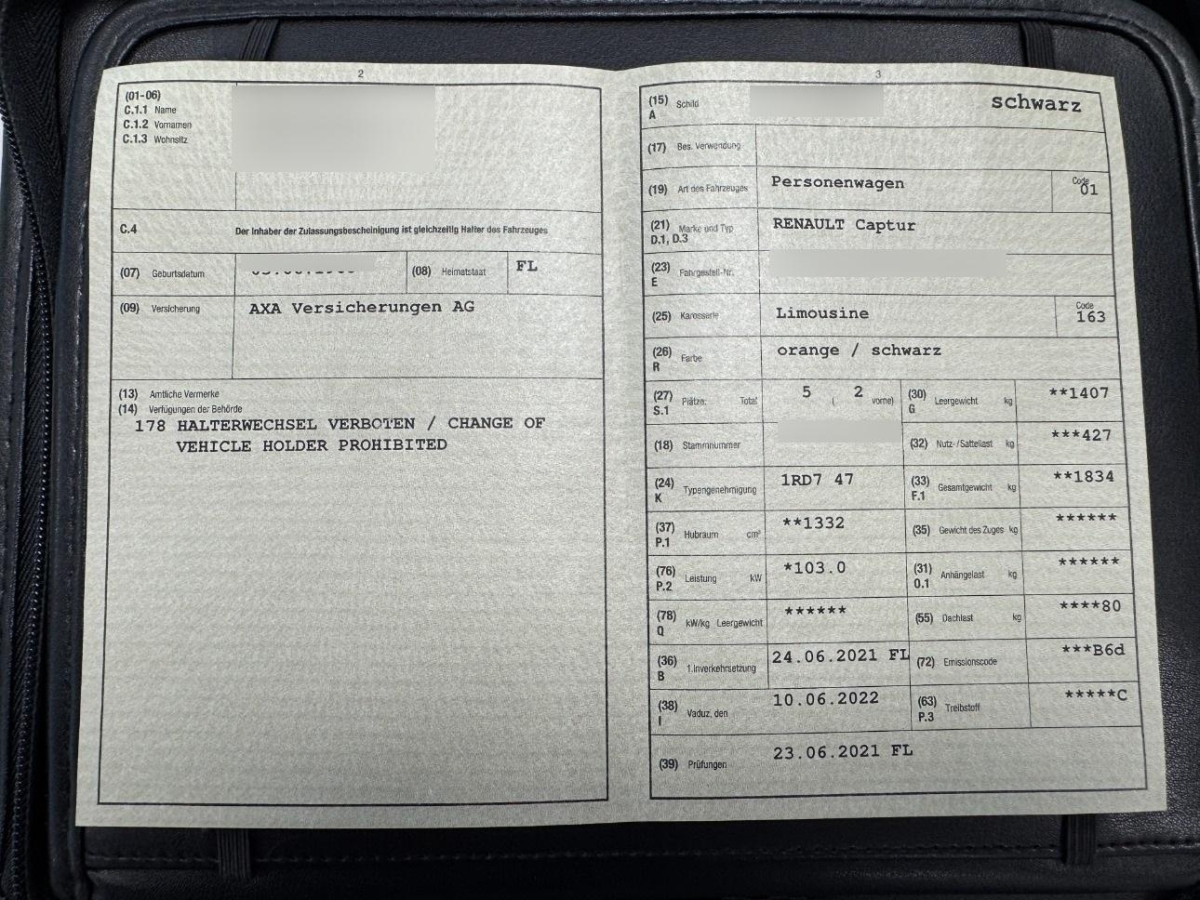 2
(01-06)
C.1.1 Name
C.1.2 Vornamen
C.1.3 Wohnsitz
C.4 Der Inhaber der Zulassungsbescheinigung ist gleichzeitig Halter des Fahrzeuges
(07) Geburtsdatum
(08) Heimatstaat FL
(09) Versicherung AXA Versicherungen AG
(13) Amtliche Vermerke
(14) Verfügungen der Behörde
178 HALTERWECHSEL VERBOTEN / CHANGE OF
VEHICLE HOLDER PROHIBITED
3
(15) A Schild schwarz
(17) Bes. Verwendung
(19) Art des Fahrzeuges Personenwagen Code 01
(21) D.1, D.3 Marke und Typ RENAULT Captur
(23) E Fahrgestell-Nr.
(25) Karosserie Limousine Code 163
(26) R Farbe orange / schwarz
(27) S.1 Plätze: Total 5 ( 2 vorne) (30) G Leergewicht kg **1407
(18) Stammnummer (32) Nutz-/Sattellast kg ***427
(24) K Typengenehmigung 1RD7 47 (33) F.1 Gesamtgewicht kg **1834
(37) P.1 Hubraum cm³ **1332 (35) Gewicht des Zuges kg ******
(76) P.2 Leistung kW *103.0 (31) O.1 Anhängelast kg ******
(78) Q kW/kg Leergewicht ****** (55) Dachlast kg ****80
(36) B 1.Inverkehrsetzung 24.06.2021 FL (72) Emissionscode ***B6d
(38) I Vaduz, den 10.06.2022 (63) P.3 Treibstoff *****C
(39) Prüfungen 23.06.2021 FL